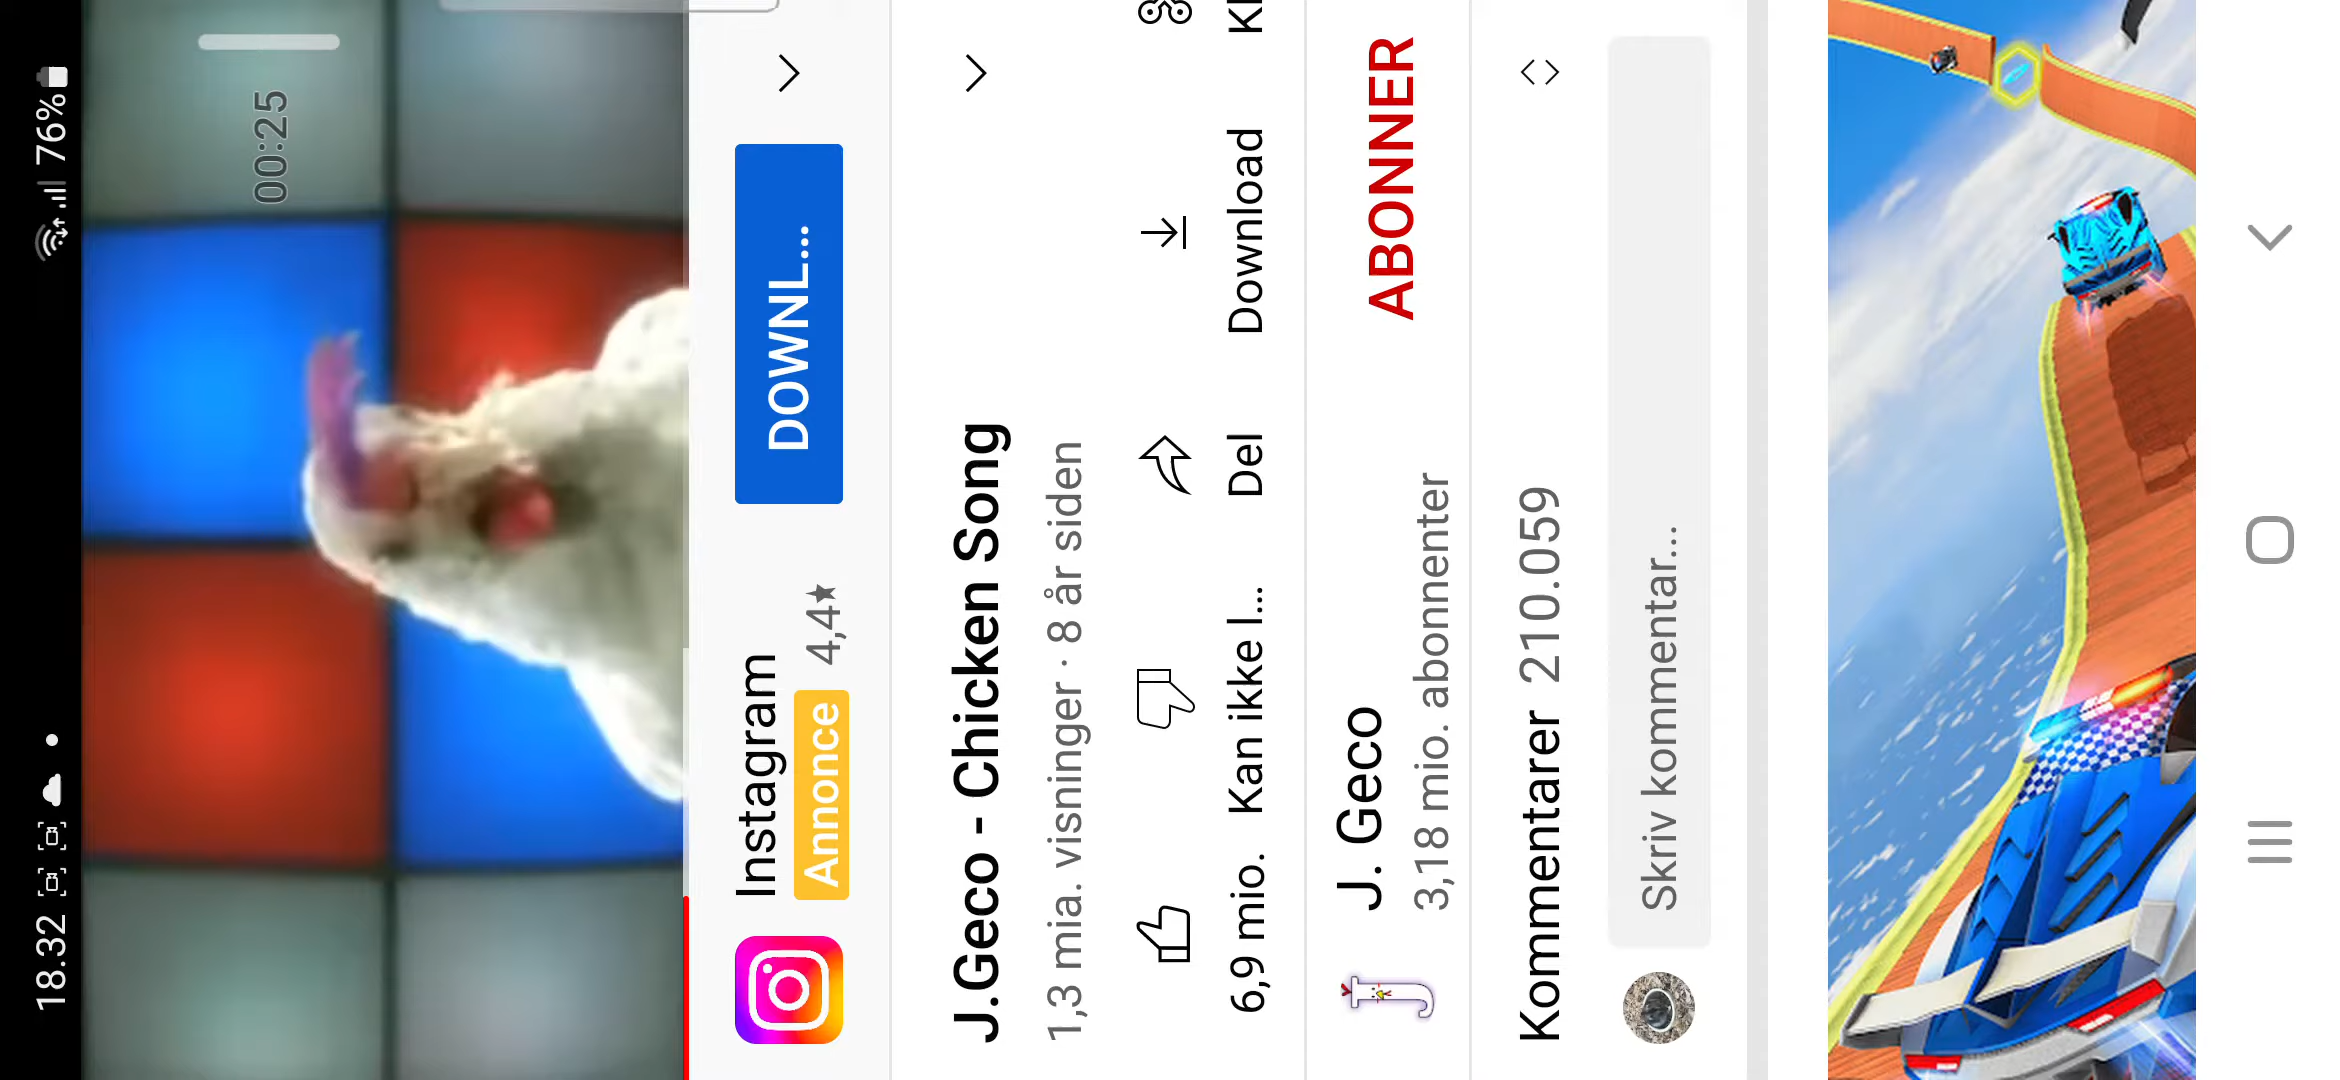 18.32
76%
00:25
Instagram
Annonce 4,4★
DOWNL...
J.Geco - Chicken Song
1,3 mia. visninger · 8 år siden
6,9 mio. Kan ikke l... Del Download Kl
J. Geco
3,18 mio. abonnenter
ABONNER
Kommentarer 210.059
Skriv kommentar...